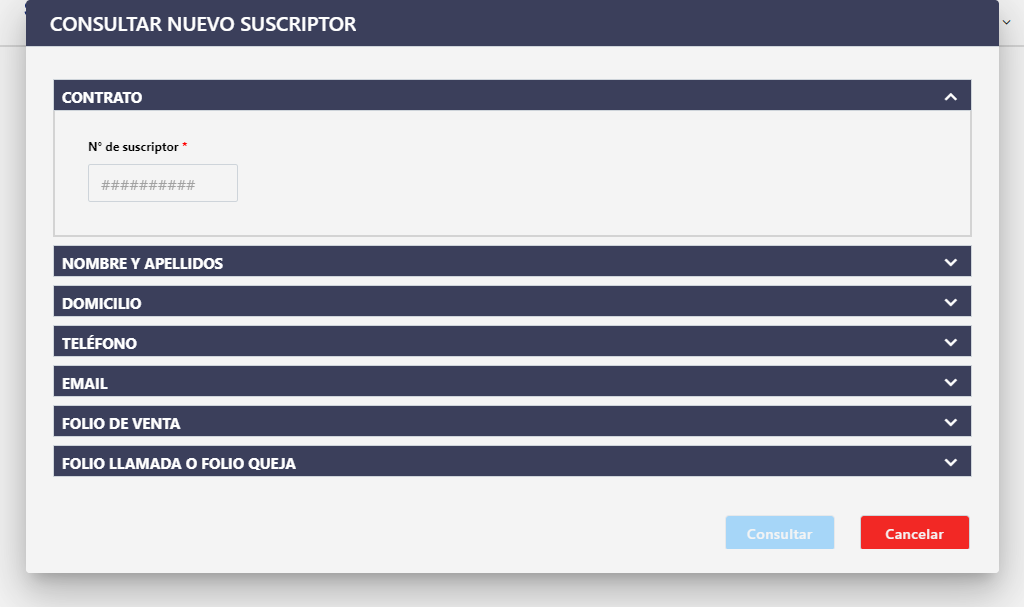 CONSULTAR NUEVO SUSCRIPTOR
CONTRATO
N° de suscriptor *
##########
NOMBRE Y APELLIDOS
DOMICILIO
TELÉFONO
EMAIL
FOLIO DE VENTA
FOLIO LLAMADA O FOLIO QUEJA
Consultar Cancelar